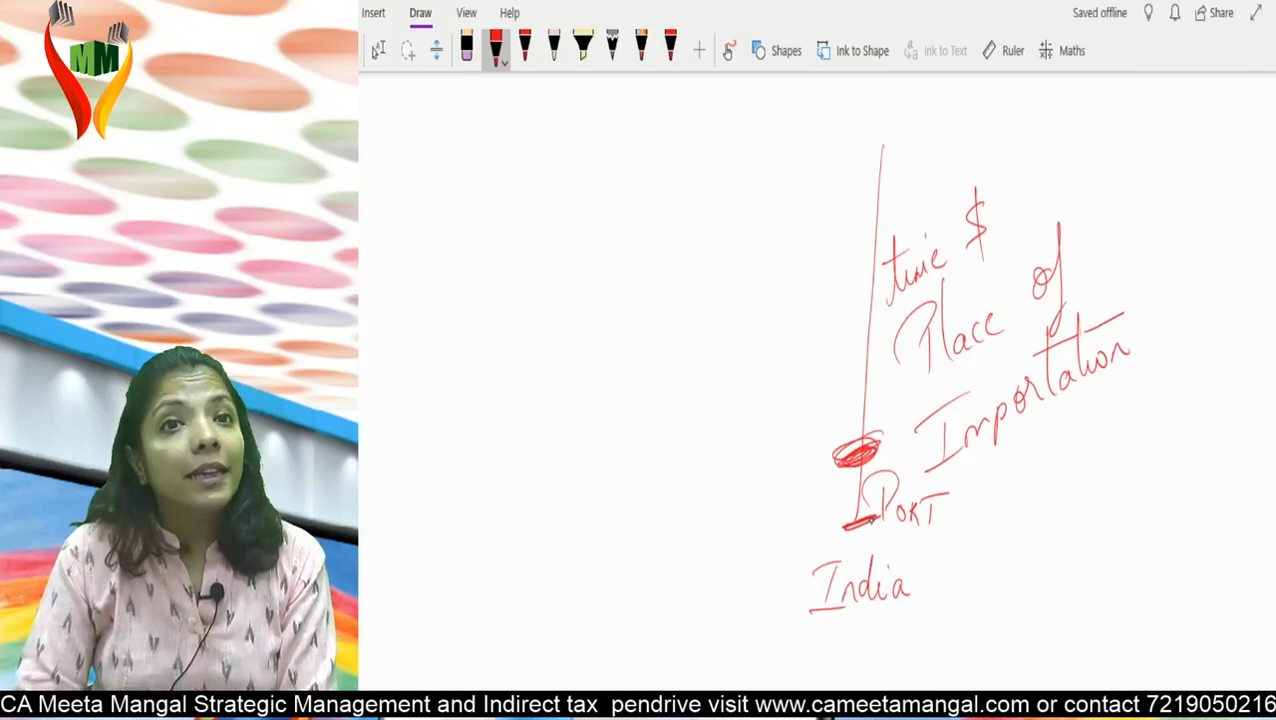 MM
Insert Draw View Help Saved offline Share
Shapes Ink to Shape Ink to Text Ruler Maths
time $
Place of
Importation
PORT
India
CA Meeta Mangal Strategic Management and Indirect tax pendrive visit www.cameetamangal.com or contact 7219050216